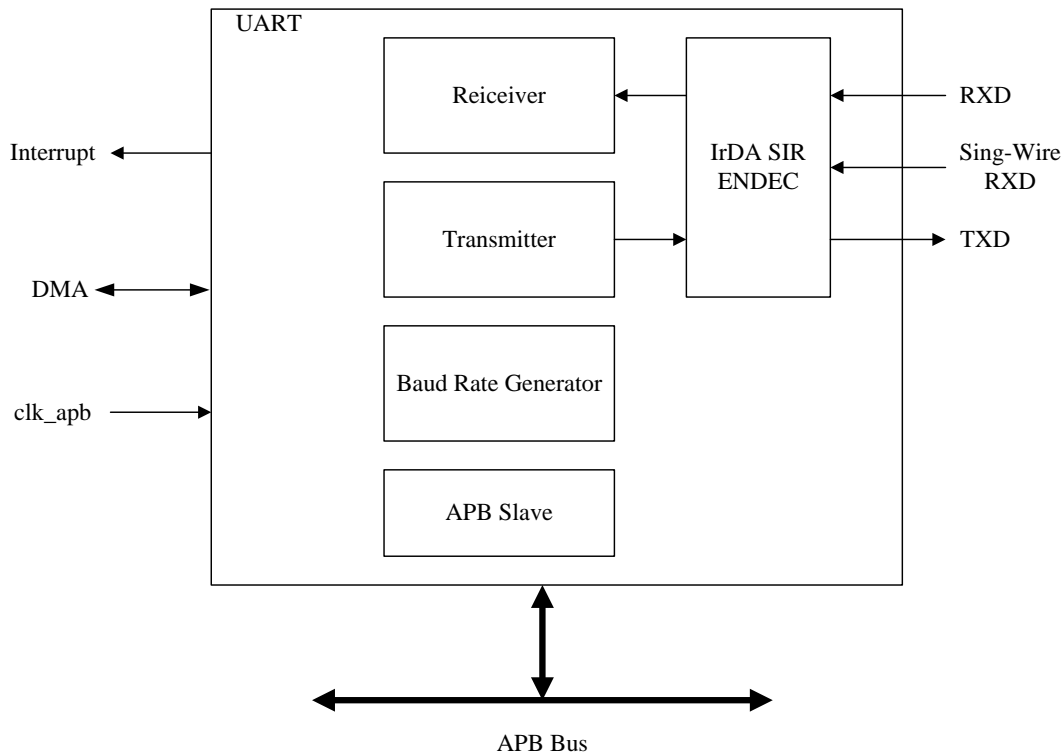 UART
Reiceiver
RXD
Interrupt
IrDA SIR
ENDEC
Sing-Wire
RXD
Transmitter
TXD
DMA
Baud Rate Generator
clk_apb
APB Slave
APB Bus